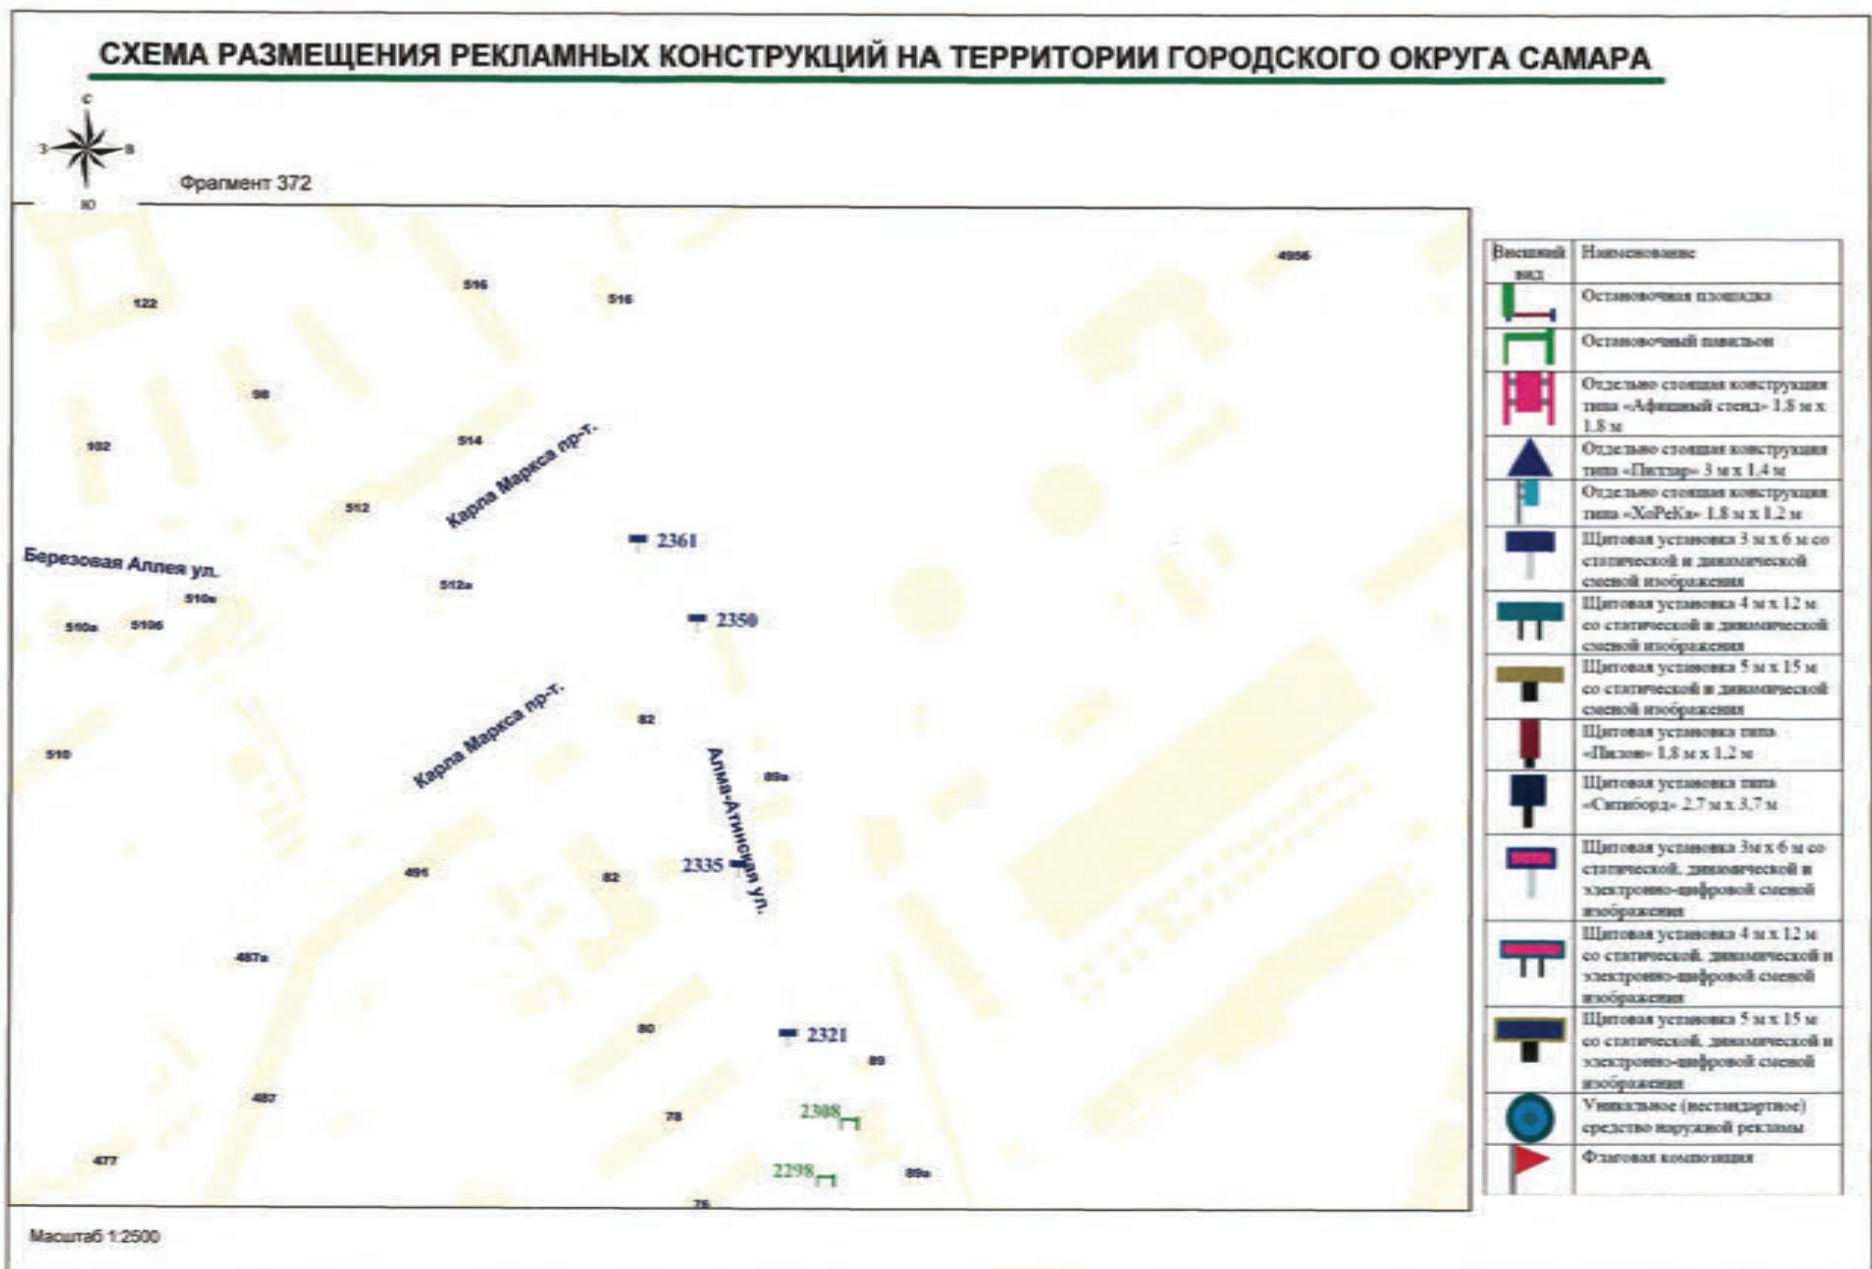 СХЕМА РАЗМЕЩЕНИЯ РЕКЛАМНЫХ КОНСТРУКЦИЙ НА ТЕРРИТОРИИ ГОРОДСКОГО ОКРУГА САМАРА
С
З В
Ю
Фрагмент 372
4956
516
516
122
98
102
514
Карла Маркса пр-т.
512
2361
Березовая Аллея ул.
512а
510в
510а 510б
2350
Карла Маркса пр-т.
82
510
Алма-Атинская ул.
89в
2335
491
82
487а
80
2321
89
487
78
2308
477
2298
89а
76
Масштаб 1:2500
Внешний вид
Наименование
Остановочная площадка
Остановочный павильон
Отдельно стоящая конструкция
типа «Афишный стенд» 1,8 м х
1,8 м
Отдельно стоящая конструкция
типа «Пиллар» 3 м х 1,4 м
Отдельно стоящая конструкция
типа «ХоРеКа» 1,8 м х 1,2 м
Щитовая установка 3 м х 6 м со
статической и динамической
сменой изображения
Щитовая установка 4 м х 12 м
со статической и динамической
сменой изображения
Щитовая установка 5 м х 15 м
со статической и динамической
сменой изображения
Щитовая установка типа
«Пилон» 1,8 м х 1,2 м
Щитовая установка типа
«Ситиборд» 2,7 м х 3,7 м
Щитовая установка 3м х 6 м со
статической, динамической и
электронно-цифровой сменой
изображения
Щитовая установка 4 м х 12 м
со статической, динамической и
электронно-цифровой сменой
изображения
Щитовая установка 5 м х 15 м
со статической, динамической и
электронно-цифровой сменой
изображения
Уникальное (нестандартное)
средство наружной рекламы
Флаговая композиция